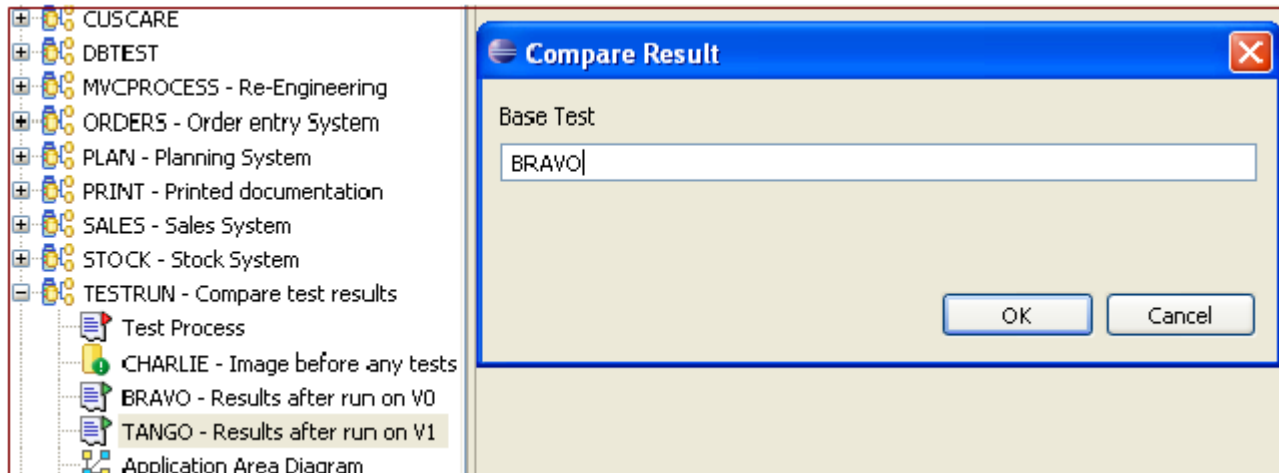 CUSCARE
DBTEST
MVCPROCESS - Re-Engineering
ORDERS - Order entry System
PLAN - Planning System
PRINT - Printed documentation
SALES - Sales System
STOCK - Stock System
TESTRUN - Compare test results
Test Process
CHARLIE - Image before any tests
BRAVO - Results after run on V0
TANGO - Results after run on V1
Application Area Diagram
Compare Result
Base Test
BRAVO
OK Cancel